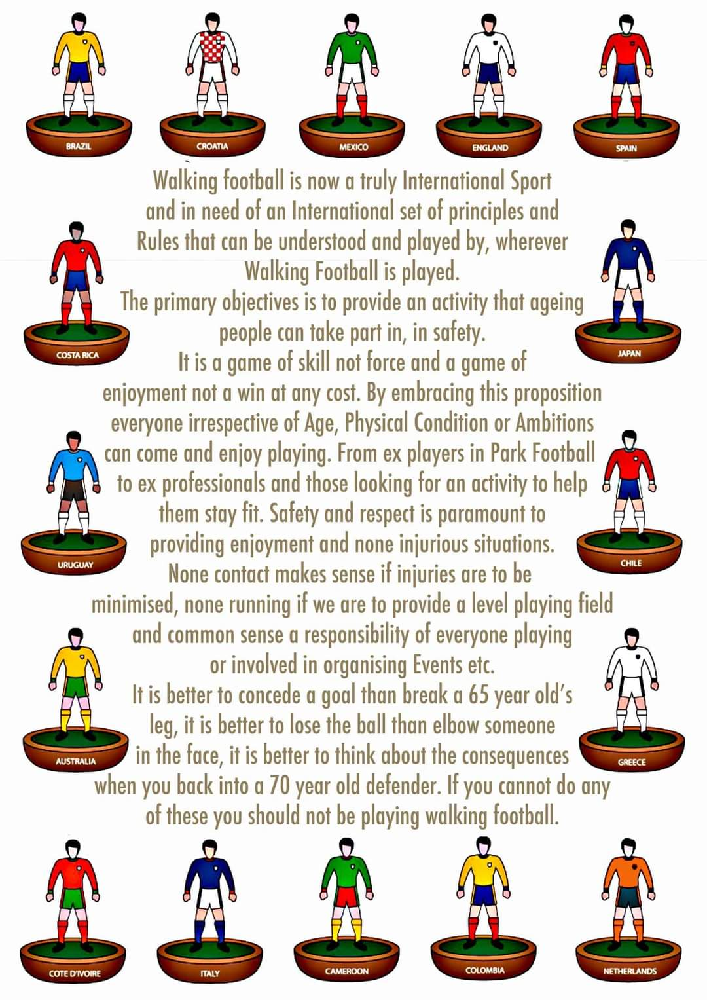 BRAZIL
CROATIA
MEXICO
ENGLAND
SPAIN
Walking football is now a truly International Sport
and in need of an International set of principles and
Rules that can be understood and played by, wherever
Walking Football is played.
The primary objectives is to provide an activity that ageing
people can take part in, in safety.
COSTA RICA
JAPAN
It is a game of skill not force and a game of
enjoyment not a win at any cost. By embracing this proposition
everyone irrespective of Age, Physical Condition or Ambitions
can come and enjoy playing. From ex players in Park Football
to ex professionals and those looking for an activity to help
them stay fit. Safety and respect is paramount to
providing enjoyment and none injurious situations.
URUGUAY
CHILE
None contact makes sense if injuries are to be
minimised, none running if we are to provide a level playing field
and common sense a responsibility of everyone playing
or involved in organising Events etc.
It is better to concede a goal than break a 65 year old's
leg, it is better to lose the ball than elbow someone
in the face, it is better to think about the consequences
AUSTRALIA
GREECE
when you back into a 70 year old defender. If you cannot do any
of these you should not be playing walking football.
COTE D'IVOIRE
ITALY
CAMEROON
COLOMBIA
NETHERLANDS